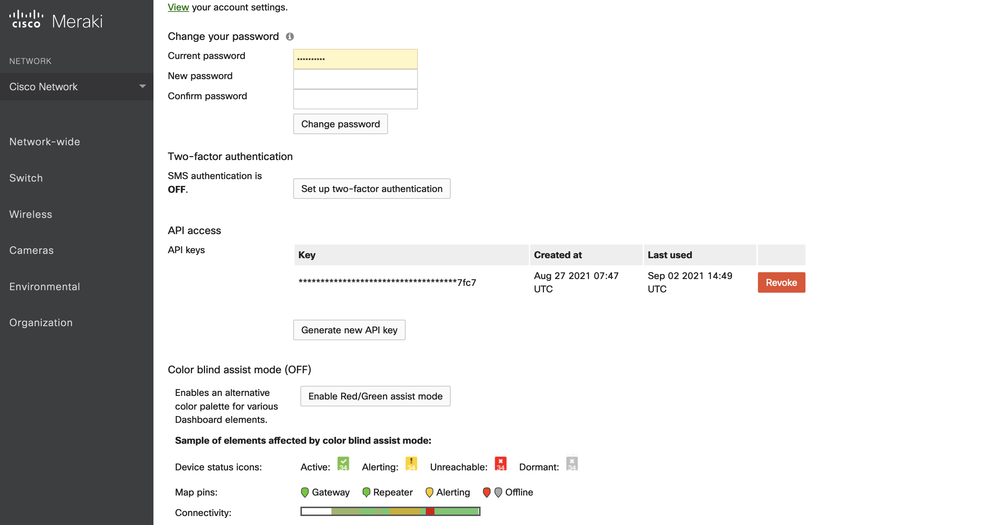 cisco Meraki
NETWORK
Cisco Network
Network-wide
Switch
Wireless
Cameras
Environmental
Organization
View your account settings.
Change your password
Current password
New password
Confirm password
Change password
Two-factor authentication
SMS authentication is
OFF.
Set up two-factor authentication
API access
API keys
Key Created at Last used
************************************7fc7
Aug 27 2021 07:47
UTC
Sep 02 2021 14:49
UTC
Revoke
Generate new API key
Color blind assist mode (OFF)
Enables an alternative
color palette for various
Dashboard elements.
Enable Red/Green assist mode
Sample of elements affected by color blind assist mode:
Device status icons: Active: 34 Alerting: 34 Unreachable: 34 Dormant: 34
Map pins: Gateway Repeater Alerting Offline
Connectivity: